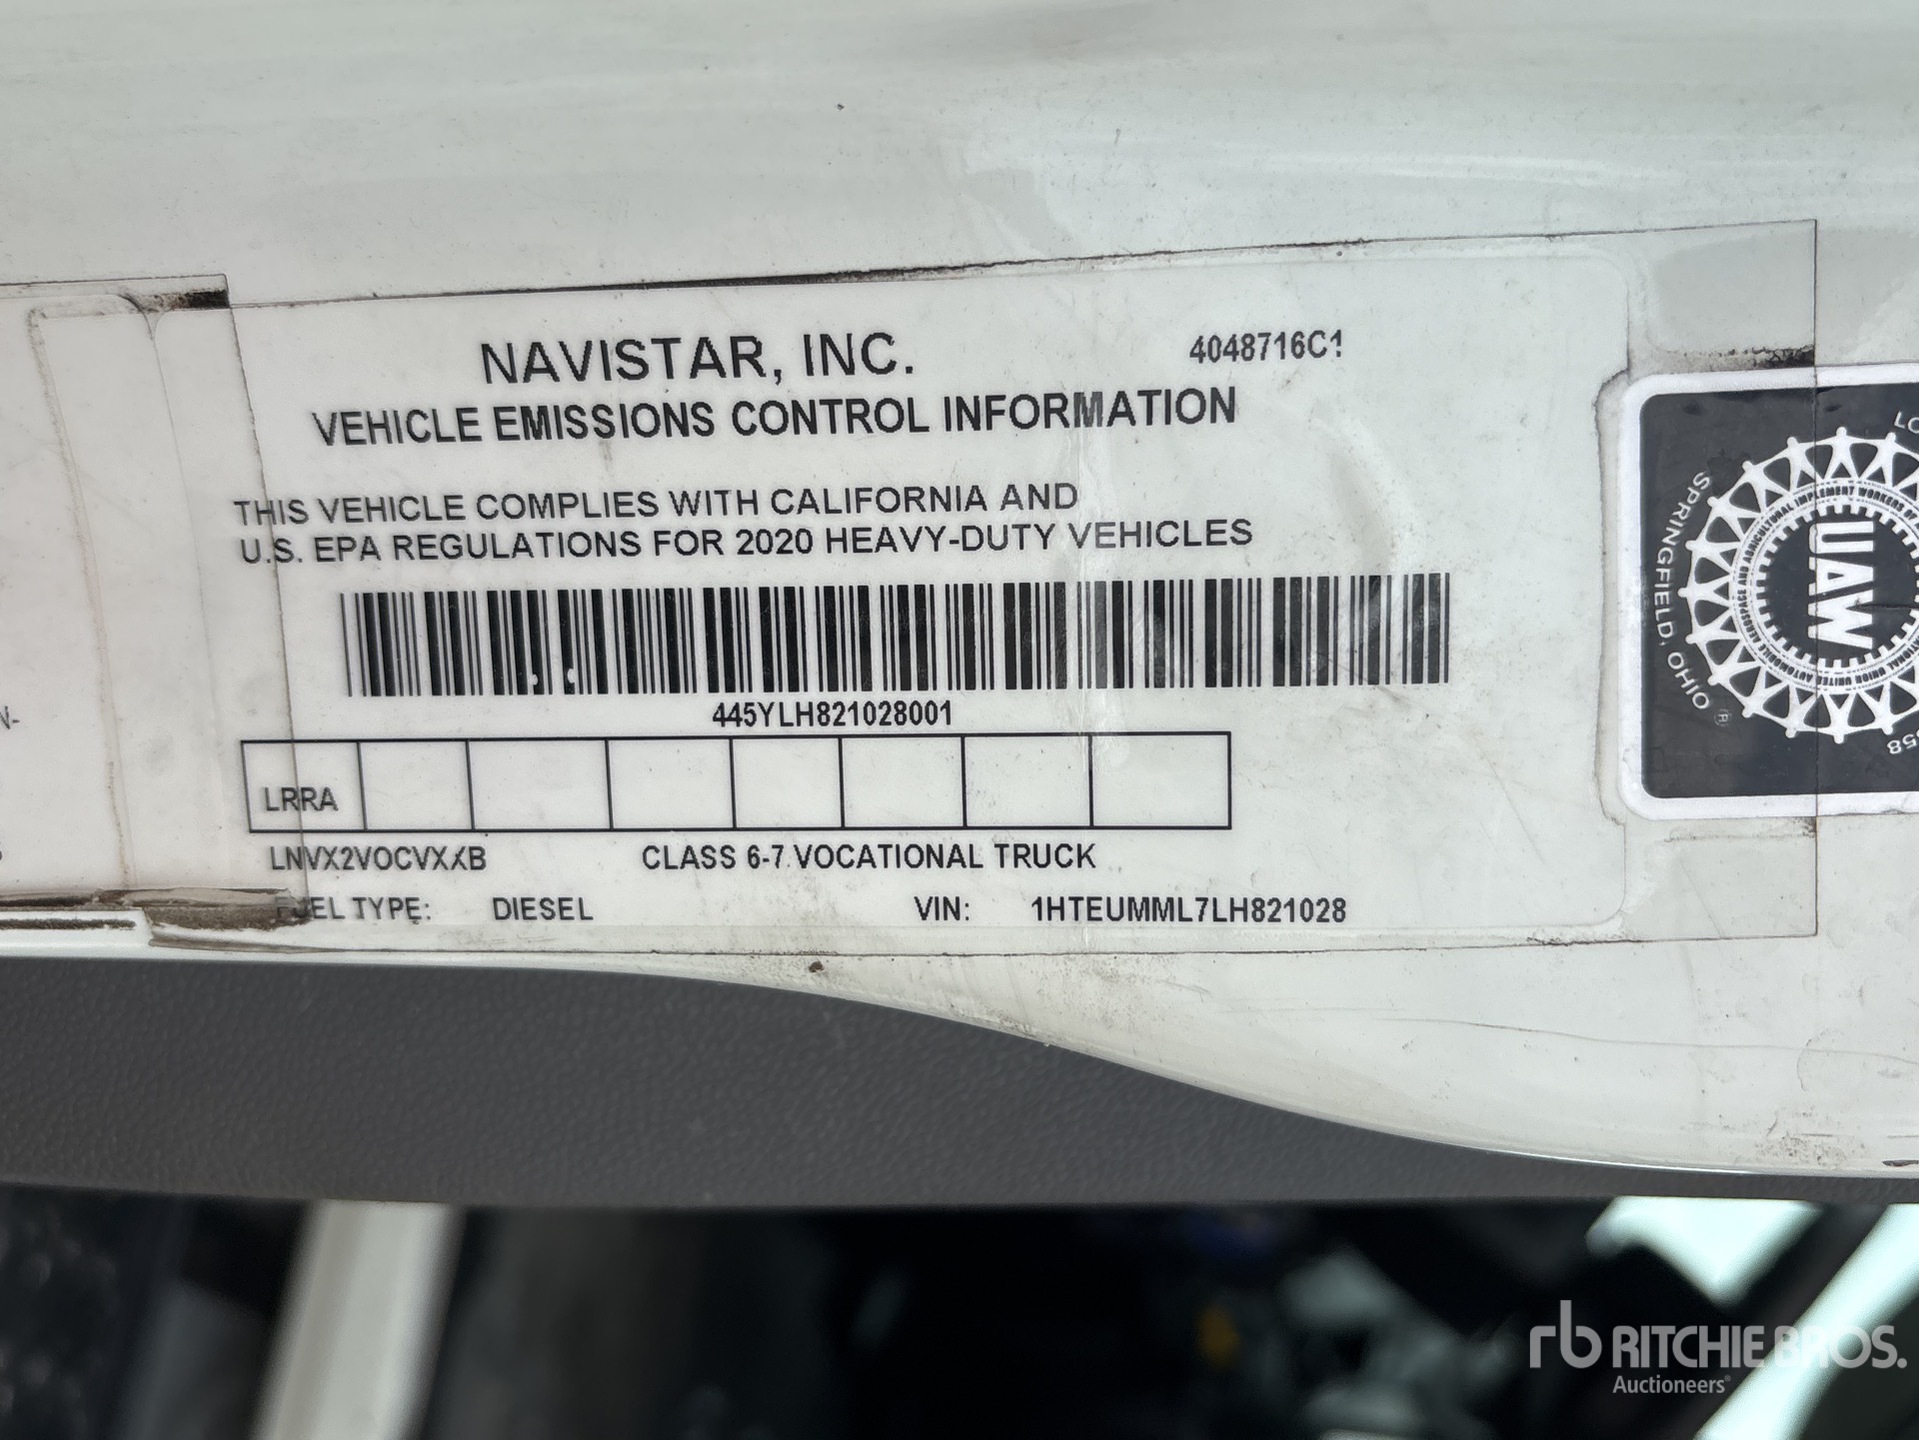 NAVISTAR, INC.
4048716C1
VEHICLE EMISSIONS CONTROL INFORMATION
THIS VEHICLE COMPLIES WITH CALIFORNIA AND
U.S. EPA REGULATIONS FOR 2020 HEAVY-DUTY VEHICLES
445YLH821028001
LRRA
LNVX2VOCVXXB CLASS 6-7 VOCATIONAL TRUCK
FUEL TYPE: DIESEL VIN: 1HTEUMML7LH821028
SPRINGFIELD, OHIO ®
UAW
rb RITCHIE BROS.
Auctioneers®